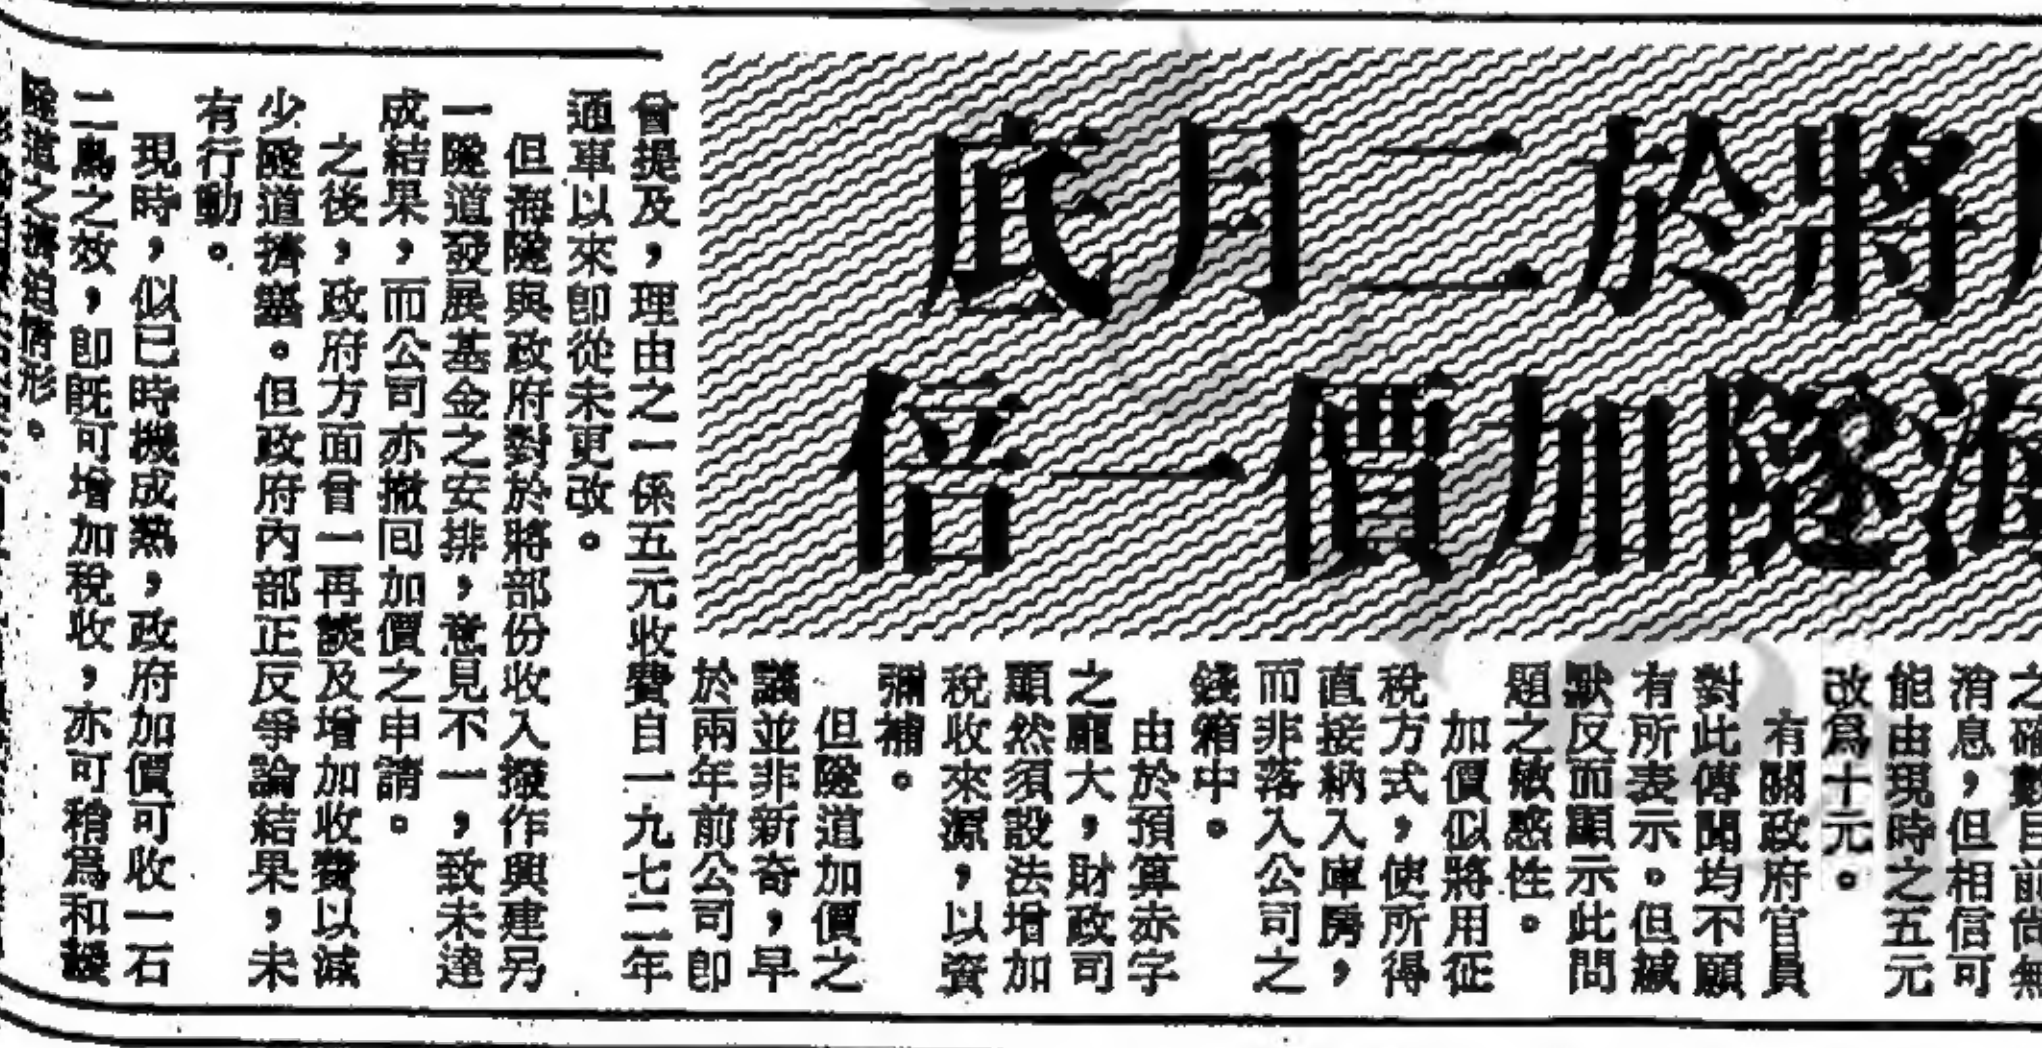 將於二月底
海隧加價一倍
之確數目前尚無
消息，但相信可
能由現時之五元
改爲十元。
有關政府官員
對此傳聞均不願
有所表示。但緘
默反而顯示此問
題之敏感性。
加價似將用征
稅方式，使所得
直接納入庫房，
而非落入公司之
錢箱中。
由於預算赤字
之龐大，財政司
顯然須設法增加
稅收來源，以資
彌補。
但隧道加價之
議並非新奇，早
於兩年前公司卽
曾提及，理由之一係五元收費自一九七二年
通車以來卽從未更改。
但海隧與政府對於將部份收入撥作興建另
一隧道發展基金之安排，意見不一，致未達
成結果，而公司亦撤囘加價之申請。
之後，政府方面曾一再談及增加收費以減
少隧道擠塞。但政府內部正反爭論結果，未
有行動。
現時，似已時機成熟，政府加價可收一石
二鳥之效，卽旣可增加稅收，亦可稍爲和緩
隧道之擠迫情形。